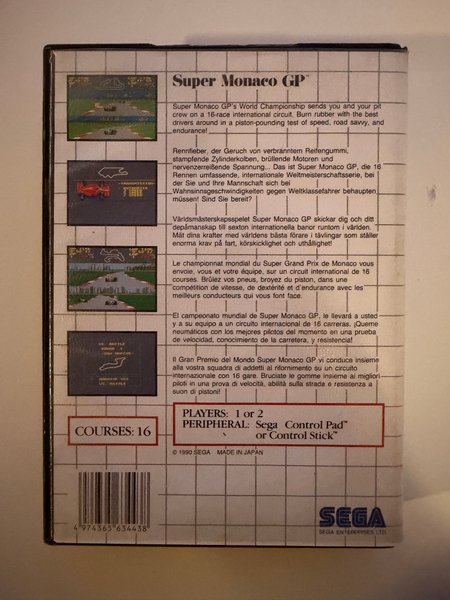 Super Monaco GP™
Super Monaco GP's World Championship sends you and your pit
crew on a 16-race international circuit. Burn rubber with the best
drivers around in a piston-pounding test of speed, road savvy, and
endurance!
Rennfieber, der Geruch von verbranntem Reifengummi,
stampfende Zylinderkolben, brüllende Motoren und
nervenzerreißende Spannung... Das ist Super Monaco GP, die 16
Rennen umfassende, internationale Weltmeisterschaftsserie, bei
der Sie und Ihre Mannschaft sich bei
Wahnsinnsgeschwindigkeiten gegen Weltklassefahrer behaupten
müssen! Sind Sie bereit?
Världsmästerskapsspelet Super Monaco GP skickar dig och ditt
depåmanskap till sexton internationella banor runtom i världen.
Mät dina krafter med världens bästa förare i tävlingar som ställer
enorma krav på fart, körskicklighet och uthållighet!
Le championnat mondial du Super Grand Prix de Monaco vous
envoie, vous et votre équipe, sur un circuit international de 16
courses. Brûlez vos pneus, broyez du piston, dans une
compétition de vitesse, de dextérité et d'endurance avec les
meilleurs conducteurs qui vous font face.
El campeonato mundial de Super Monaco GP, le llevará a usted
y a su equipo a un circuito internacional de 16 carreras. ¡Queme
neumáticos con los mejores pilotos del momento en una prueba
de velocidad, conocimiento de la carretera, y resistencia!
Il Gran Premio del Mondo Super Monaco GP vi conduce insieme
alla vostra squadra di addetti al rifornimento su un circuito
internazionale con 16 gare. Bruciate le gomme insieme ai migliori
piloti in una prova di velocità, abilità sulla strada e resistenza a
suon di pistoni!
COURSES: 16
PLAYERS: 1 or 2
PERIPHERAL: Sega Control Pad™
or Control Stick™
© 1990 SEGA MADE IN JAPAN
4 974365 634438
SEGA
SEGA ENTERPRISES, LTD.